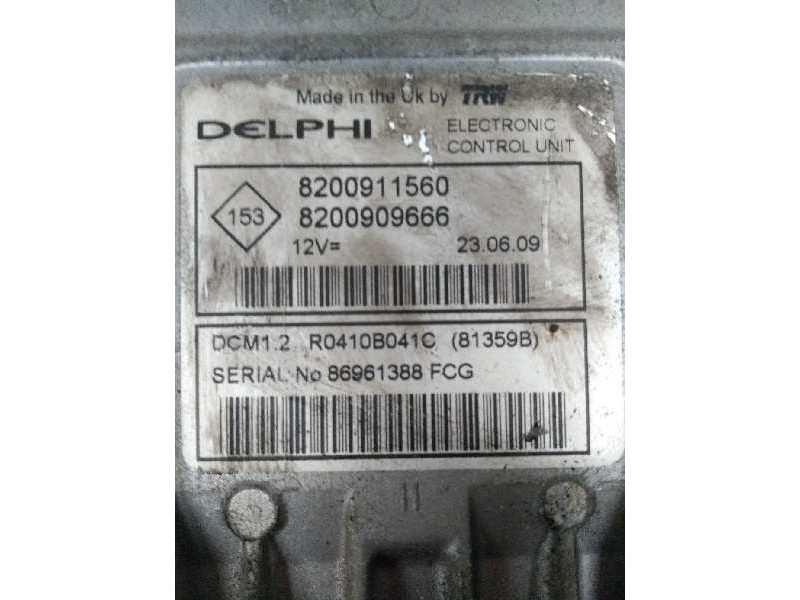 Made in the Uk by TRW
DELPHI
ELECTRONIC
CONTROL UNIT
153
8200911560
8200909666
12V=
23.06.09
DCM1.2 R0410B041C (81359B)
SERIAL No 86961388 FCG